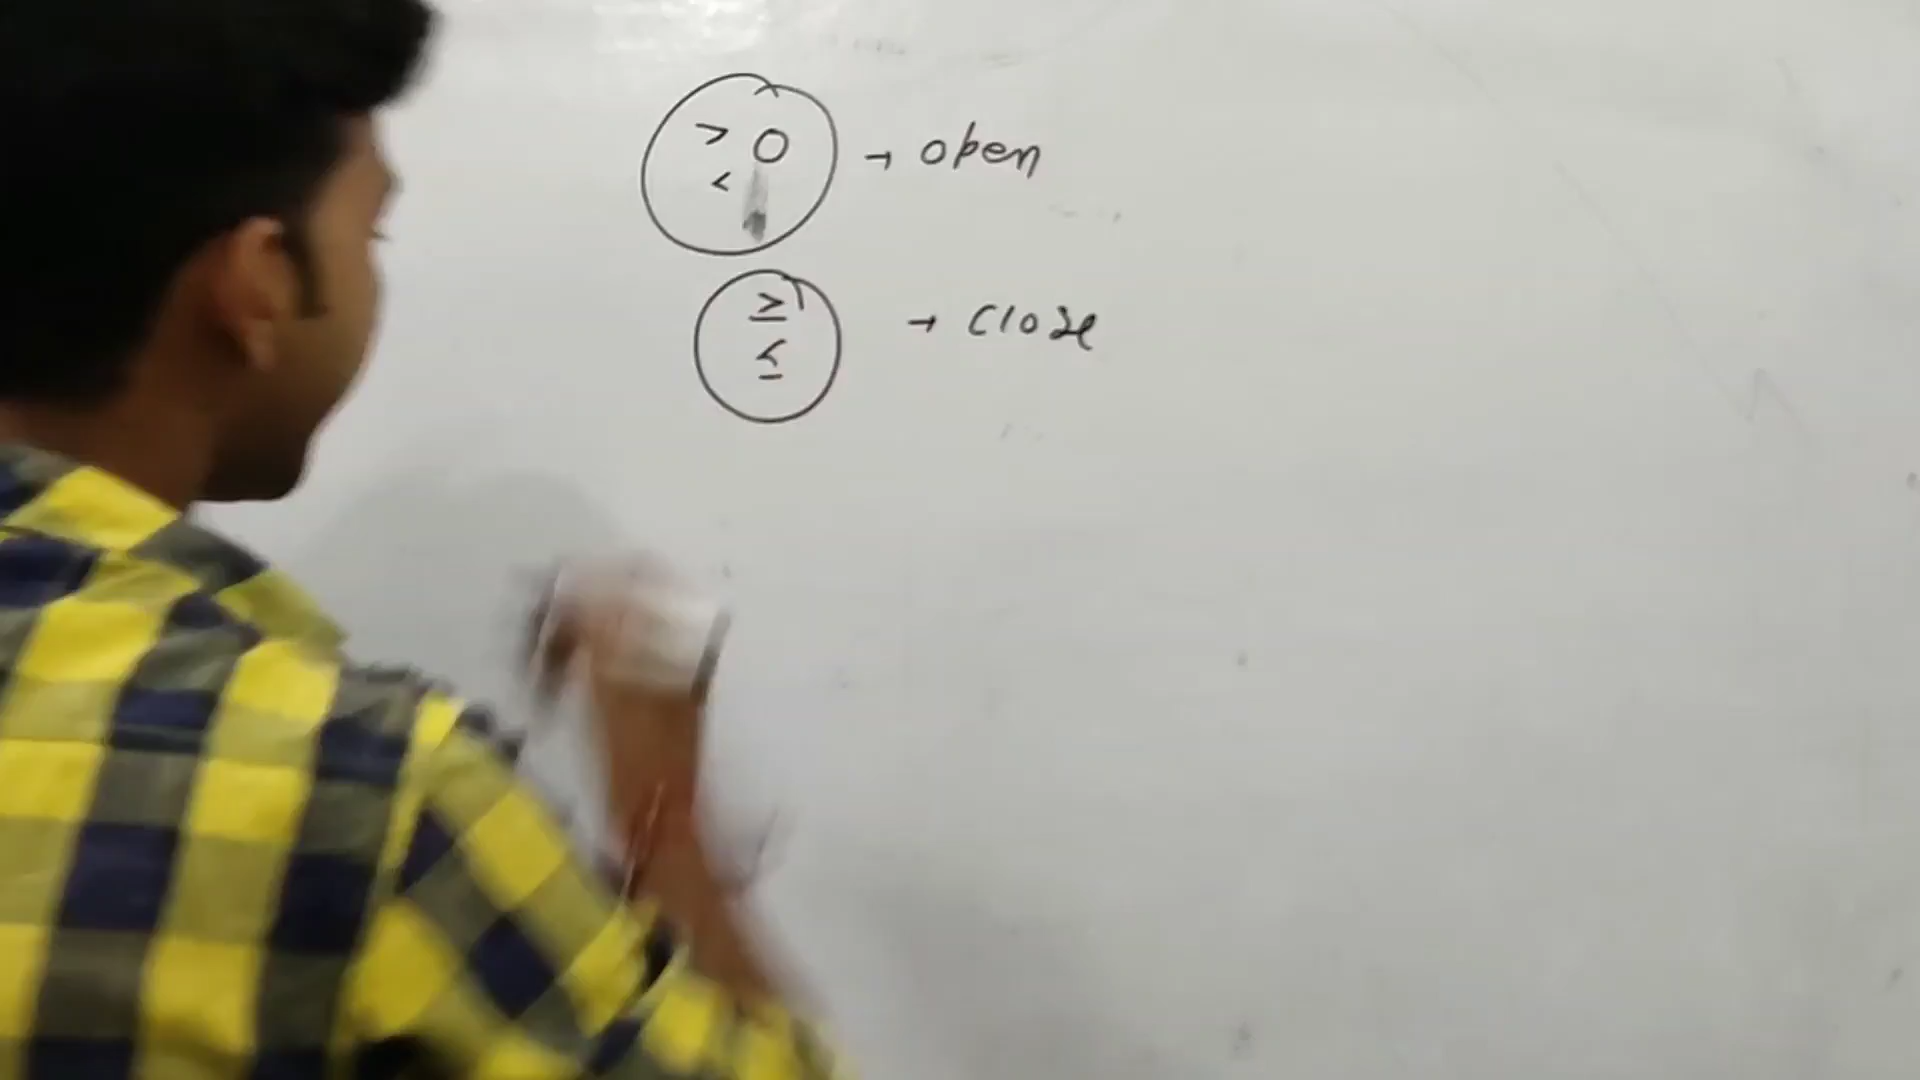 > O → open
<
≥ → close
≤